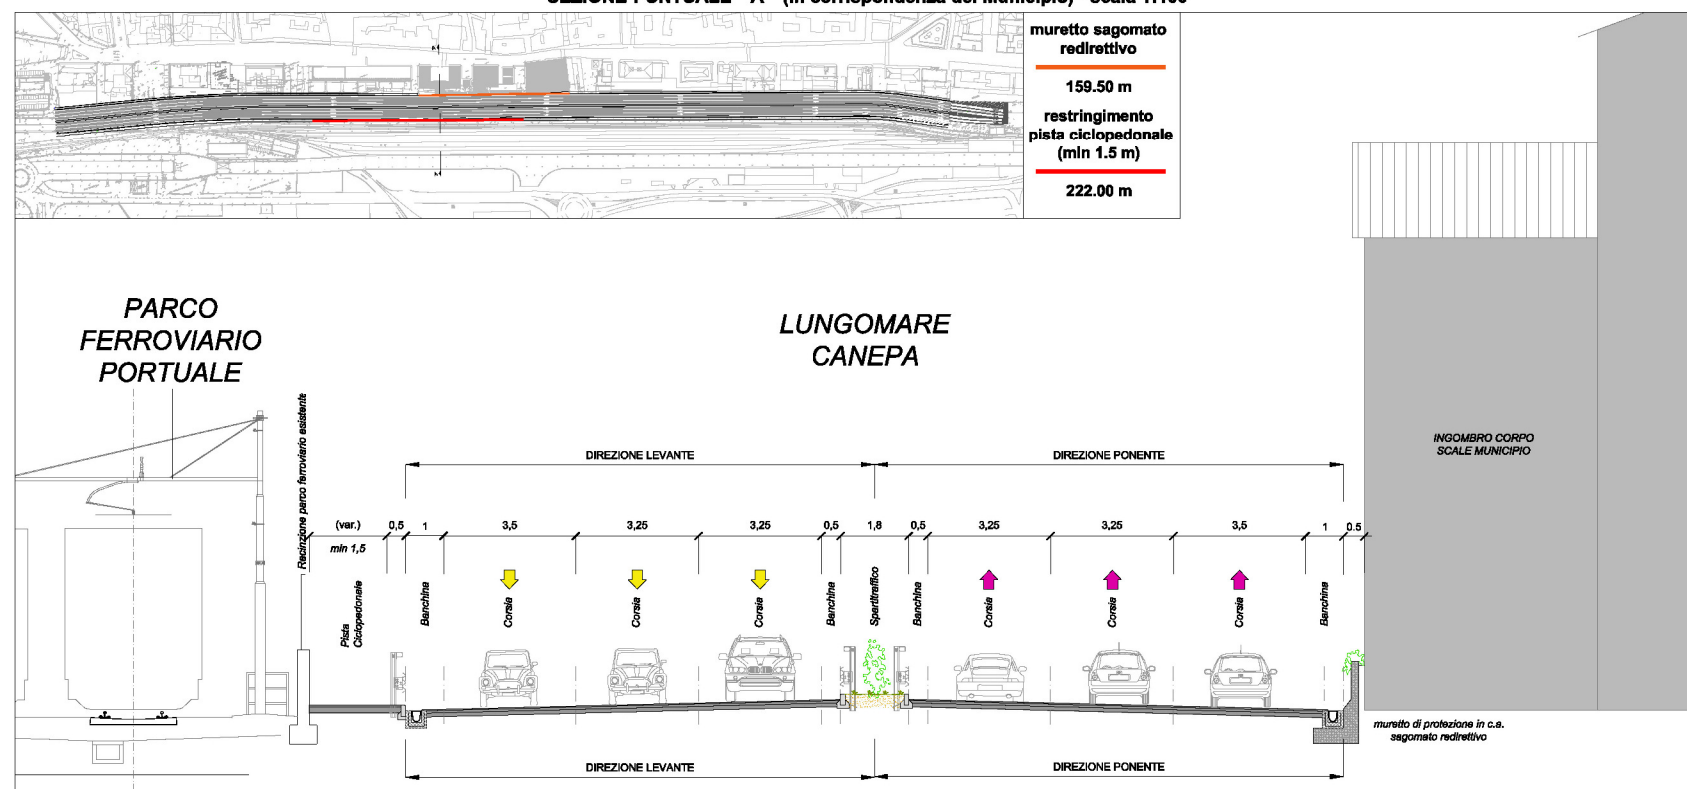 muretto sagomato
redirettivo
159.50 m
restringimento
pista ciclopedonale
(min 1.5 m)
222.00 m
PARCO
FERROVIARIO
PORTUALE
LUNGOMARE
CANEPA
Recinzione parco ferroviario esistente
INGOMBRO CORPO
SCALE MUNICIPIO
DIREZIONE LEVANTE
DIREZIONE PONENTE
(var.) 0,5 1 3,5 3,25 3,25 0,5 1,8 0,5 3,25 3,25 3,5 1 0.5
min 1,5
Pista
Ciclopedonale
Banchina
Corsia
Corsia
Corsia
Banchina
Spartitraffico
Banchina
Corsia
Corsia
Corsia
Banchina
muretto di protezione in c.a.
sagomato redirettivo
DIREZIONE LEVANTE
DIREZIONE PONENTE